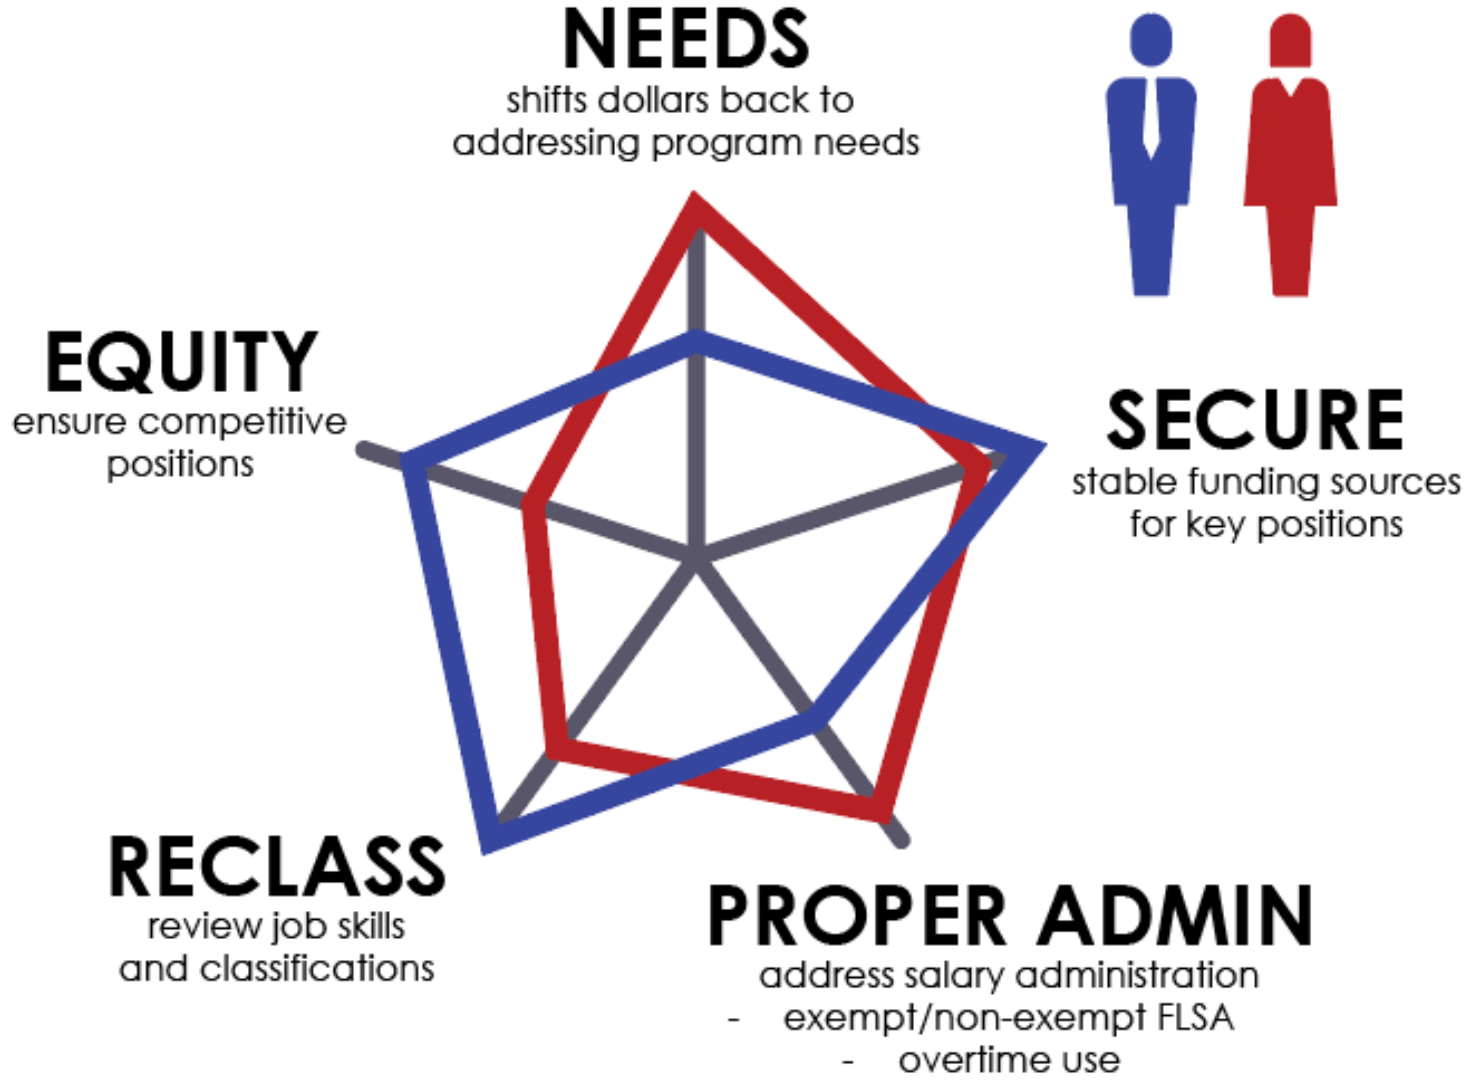 NEEDS
shifts dollars back to
addressing program needs
EQUITY
ensure competitive
positions
SECURE
stable funding sources
for key positions
RECLASS
review job skills
and classifications
PROPER ADMIN
address salary administration
- exempt/non-exempt FLSA
- overtime use